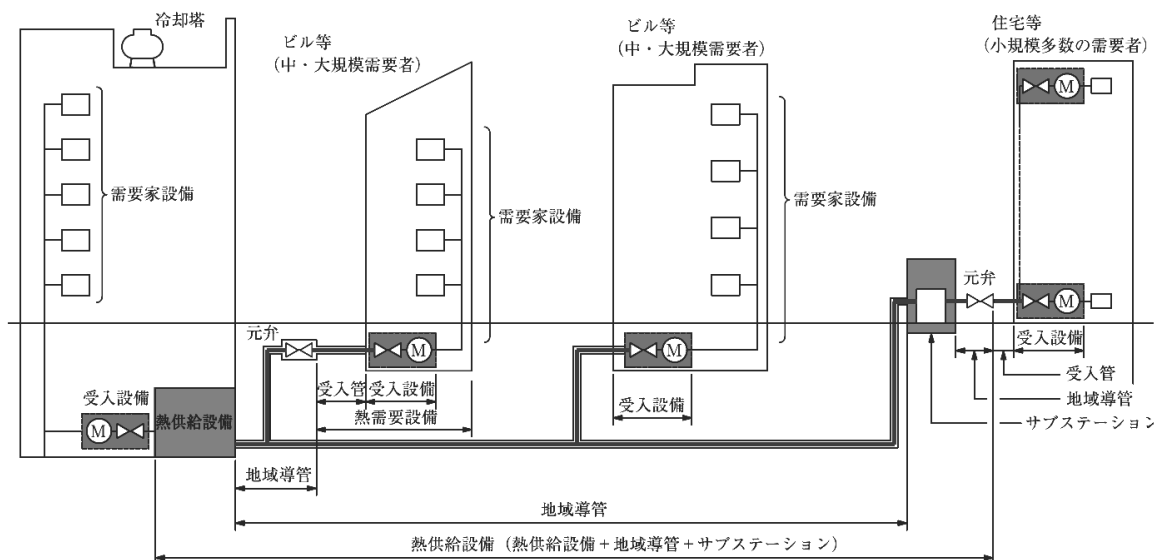 冷却塔
ビル等
(中・大規模需要者)
ビル等
(中・大規模需要者)
住宅等
(小規模多数の需要者)
M
需要家設備
需要家設備
需要家設備
元弁
M
元弁
M
M
受入設備
受入管
地域導管
サブステーション
受入設備
M
熱供給設備
受入管
受入設備
熱需要設備
受入設備
地域導管
地域導管
熱供給設備(熱供給設備+地域導管+サブステーション)